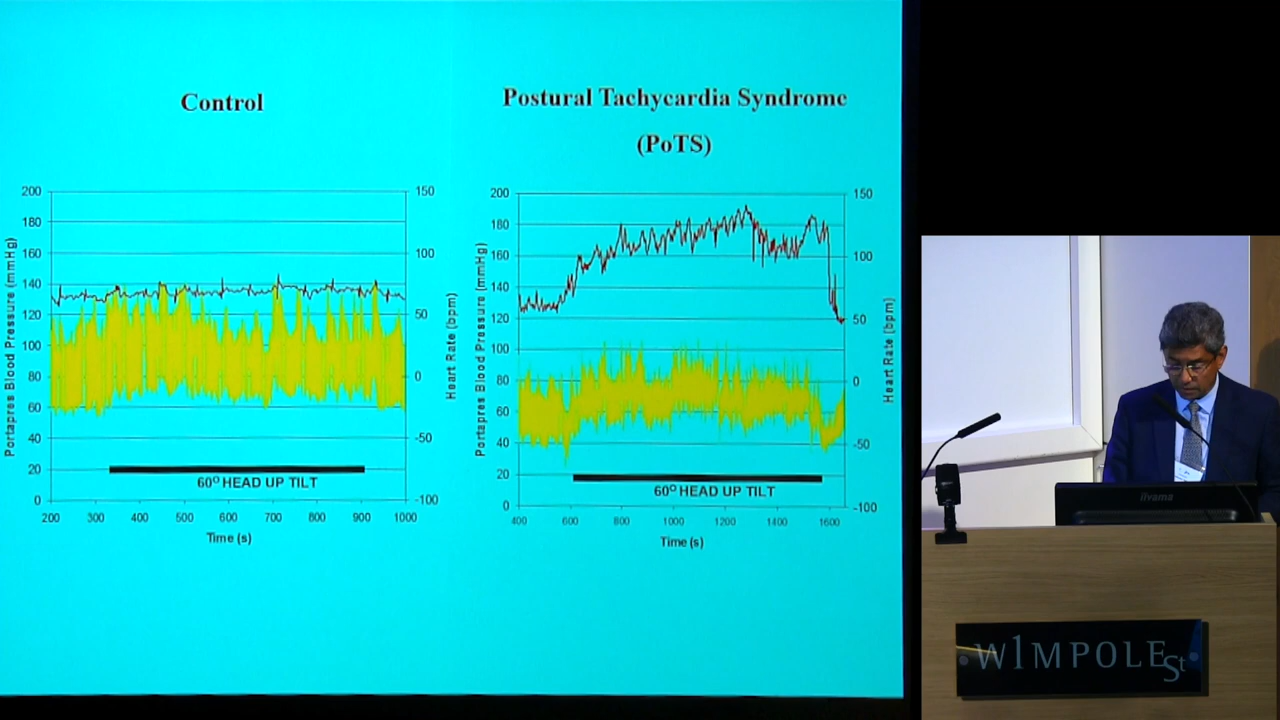 Control
200
180
160
140
120
100
80
60
40
20
0
150
100
50
0
-50
-100
Portapres Blood Pressure (mmHg)
Heart Rate [bpm]
60° HEAD UP TILT
200 300 400 500 600 700 800 900 1000
Time (s)
Postural Tachycardia Syndrome
(PoTS)
200
180
160
140
120
100
80
60
40
20
0
150
100
50
0
-50
-100
Portapres Blood Pressure (mmHg)
Heart Rate [bpm]
60° HEAD UP TILT
400 600 800 1000 1200 1400 1600
Time (s)
iiyama
W1MPOLE St